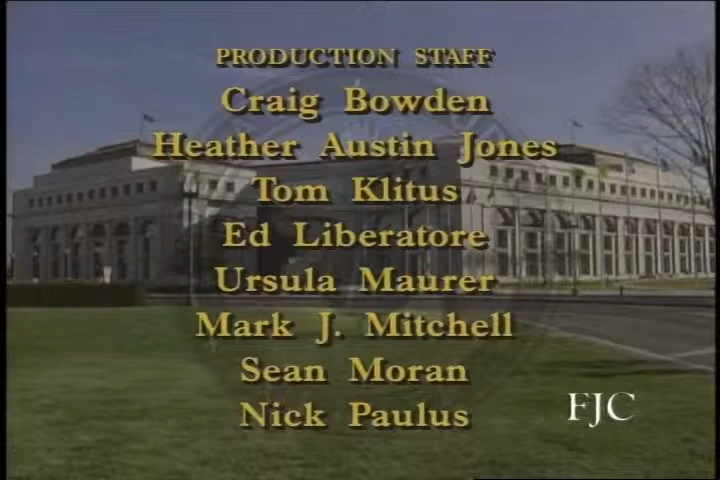 PRODUCTION STAFF
Craig Bowden
Heather Austin Jones
Tom Klitus
Ed Liberatore
Ursula Maurer
Mark J. Mitchell
Sean Moran
Nick Paulus
FJC